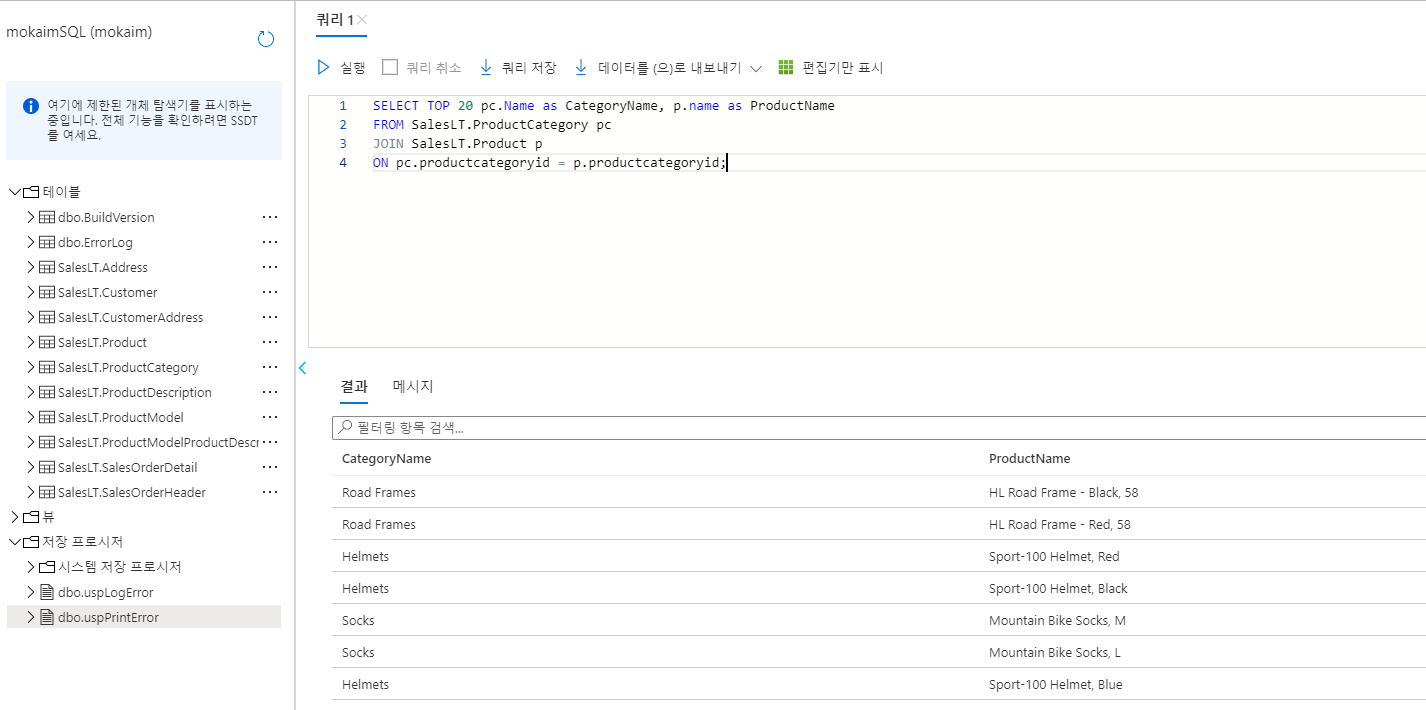 mokaimSQL (mokaim)
여기에 제한된 개체 탐색기를 표시하는
중입니다. 전체 기능을 확인하려면 SSDT
를 여세요.
테이블
dbo.BuildVersion ...
dbo.ErrorLog ...
SalesLT.Address ...
SalesLT.Customer ...
SalesLT.CustomerAddress ...
SalesLT.Product ...
SalesLT.ProductCategory ...
SalesLT.ProductDescription ...
SalesLT.ProductModel ...
SalesLT.ProductModelProductDescr ...
SalesLT.SalesOrderDetail ...
SalesLT.SalesOrderHeader ...
뷰
저장 프로시저
시스템 저장 프로시저
dbo.uspLogError
dbo.uspPrintError
쿼리 1
실행 쿼리 취소 쿼리 저장 데이터를 (으)로 내보내기 편집기만 표시
1 SELECT TOP 20 pc.Name as CategoryName, p.name as ProductName
2 FROM SalesLT.ProductCategory pc
3 JOIN SalesLT.Product p
4 ON pc.productcategoryid = p.productcategoryid;
결과 메시지
필터링 항목 검색...
CategoryName ProductName
Road Frames HL Road Frame - Black, 58
Road Frames HL Road Frame - Red, 58
Helmets Sport-100 Helmet, Red
Helmets Sport-100 Helmet, Black
Socks Mountain Bike Socks, M
Socks Mountain Bike Socks, L
Helmets Sport-100 Helmet, Blue